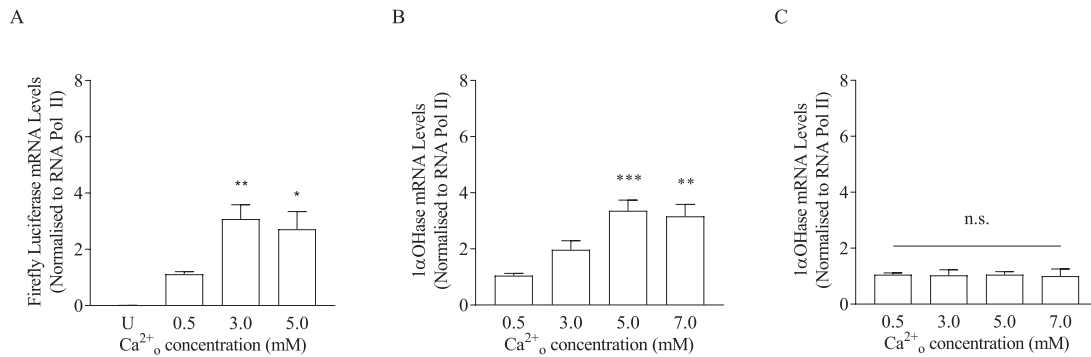 A
Firefly Luciferase mRNA Levels
(Normalised to RNA Pol II)
8
6
4
2
0
**
*
U 0.5 3.0 5.0
Ca²⁺ₒ concentration (mM)
B
1αOHase mRNA Levels
(Normalised to RNA Pol II)
8
6
4
2
0
***
**
0.5 3.0 5.0 7.0
Ca²⁺ₒ concentration (mM)
C
1αOHase mRNA Levels
(Normalised to RNA Pol II)
8
6
4
2
0
n.s.
0.5 3.0 5.0 7.0
Ca²⁺ₒ concentration (mM)